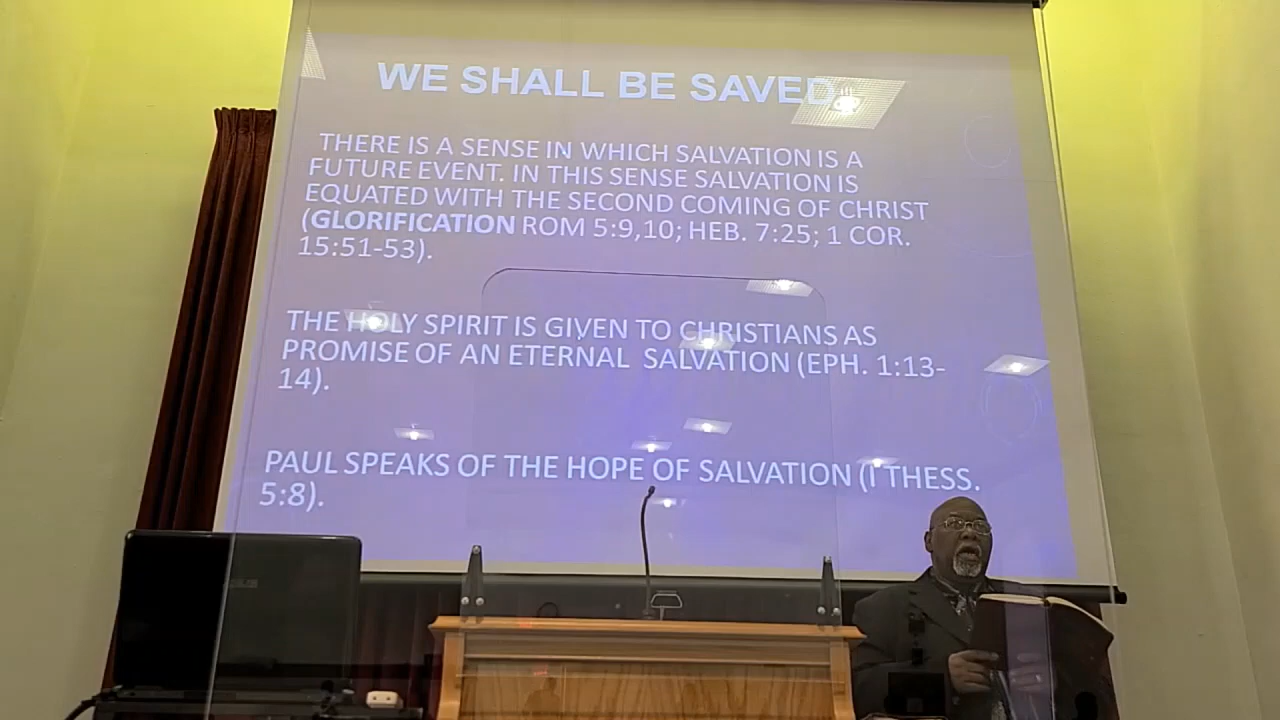 WE SHALL BE SAVED
THERE IS A SENSE IN WHICH SALVATION IS A
FUTURE EVENT. IN THIS SENSE SALVATION IS
EQUATED WITH THE SECOND COMING OF CHRIST
(GLORIFICATION ROM 5:9,10; HEB. 7:25; 1 COR.
15:51-53).
THE HOLY SPIRIT IS GIVEN TO CHRISTIANS AS
PROMISE OF AN ETERNAL SALVATION (EPH. 1:13-
14).
PAUL SPEAKS OF THE HOPE OF SALVATION (I THESS.
5:8).